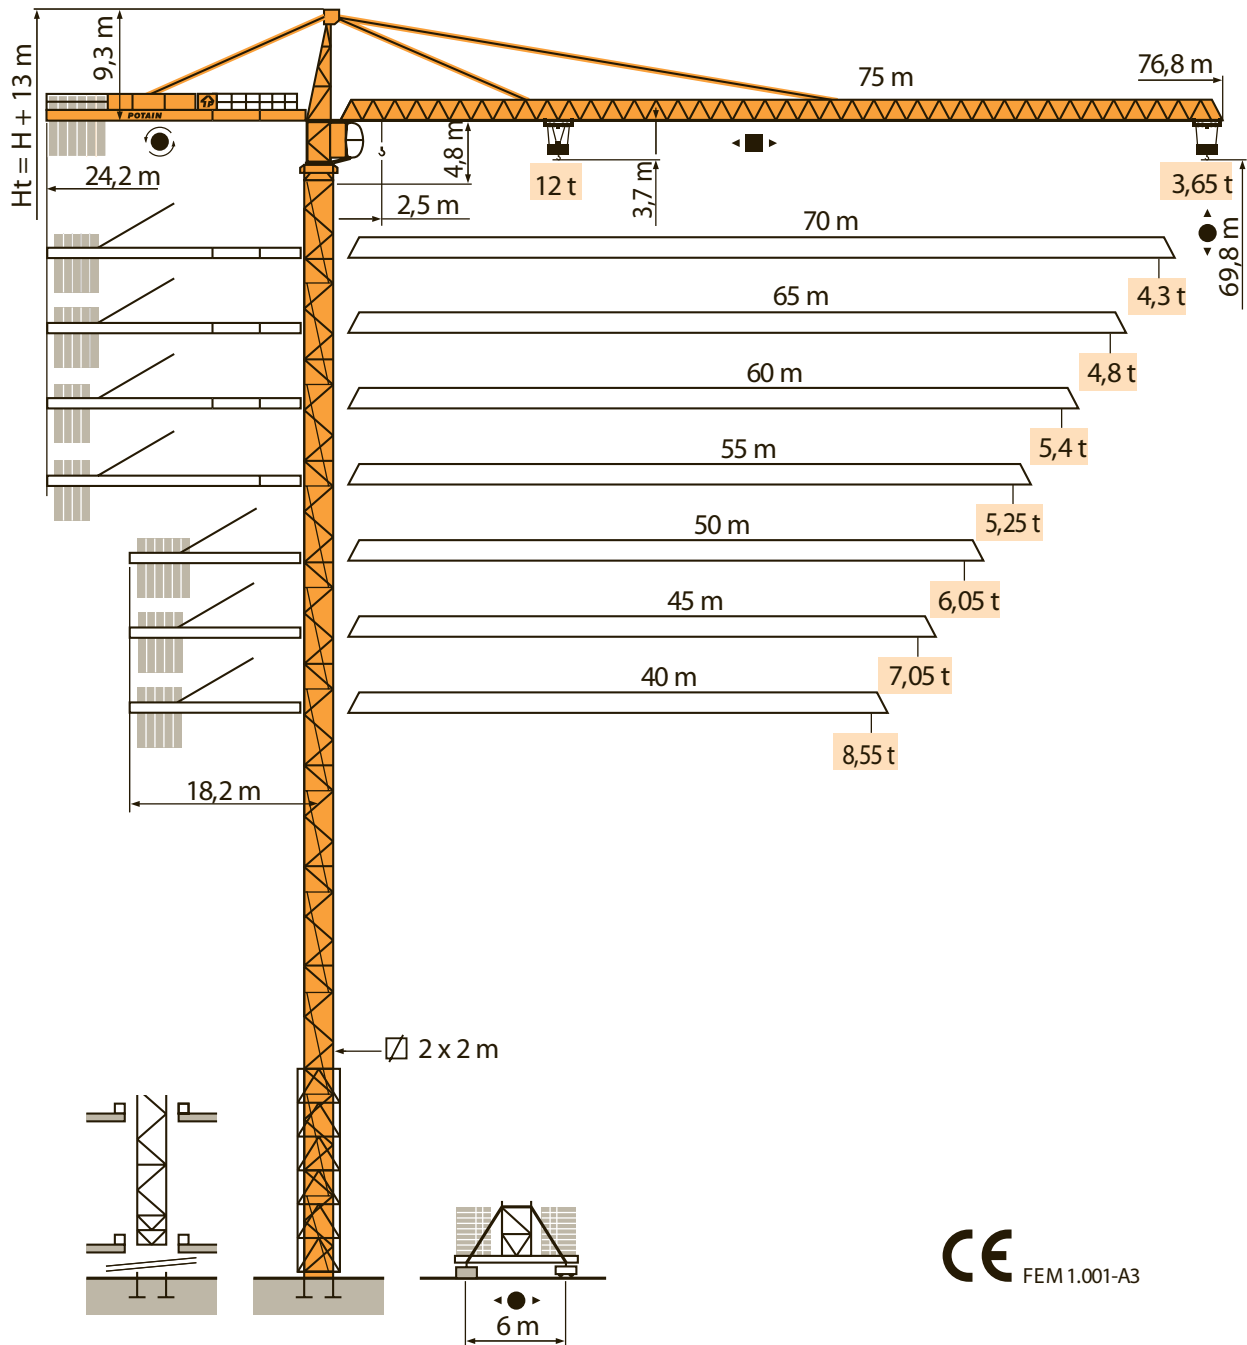 Ht = H + 13 m
9,3 m
75 m
76,8 m
POTAIN
4,8 m
24,2 m
2,5 m
12 t
3,7 m
3,65 t
69,8 m
70 m
4,3 t
65 m
4,8 t
60 m
5,4 t
55 m
5,25 t
50 m
6,05 t
45 m
7,05 t
40 m
8,55 t
18,2 m
2 x 2 m
CE
FEM 1.001-A3
6 m